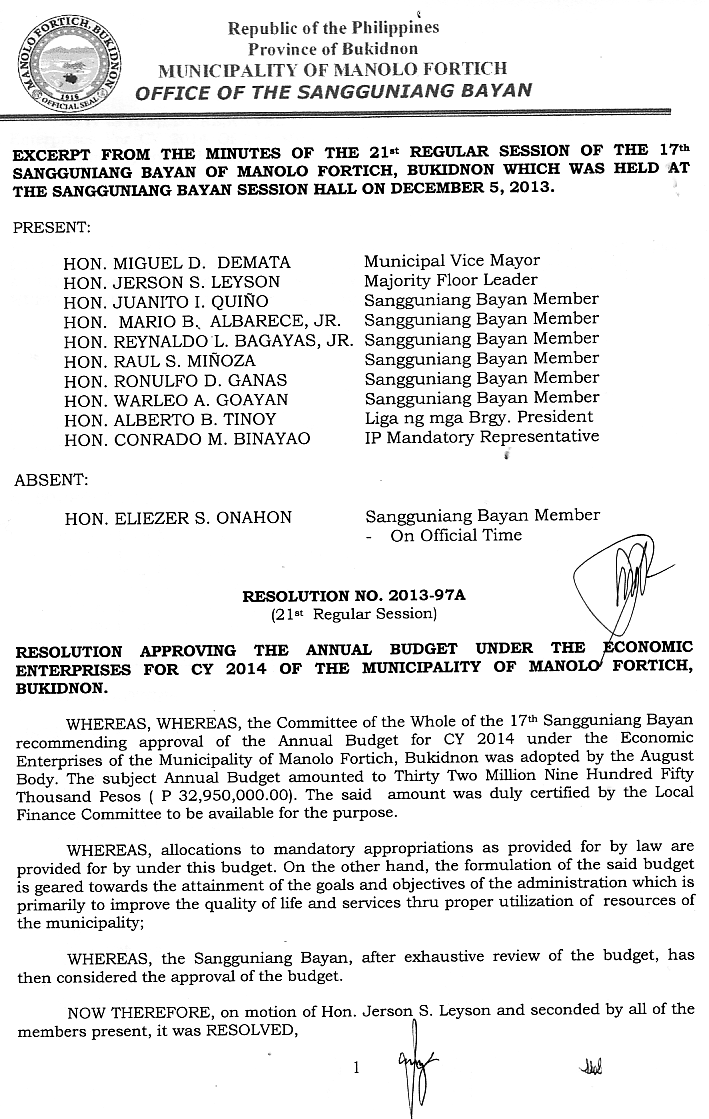 MANOLO FORTICH, BUKIDNON
1916
OFFICIAL SEAL
Republic of the Philippines
Province of Bukidnon
MUNICIPALITY OF MANOLO FORTICH
OFFICE OF THE SANGGUNIANG BAYAN
EXCERPT FROM THE MINUTES OF THE 21st REGULAR SESSION OF THE 17th
SANGGUNIANG BAYAN OF MANOLO FORTICH, BUKIDNON WHICH WAS HELD AT
THE SANGGUNIANG BAYAN SESSION HALL ON DECEMBER 5, 2013.
PRESENT:
HON. MIGUEL D. DEMATA Municipal Vice Mayor
HON. JERSON S. LEYSON Majority Floor Leader
HON. JUANITO I. QUIÑO Sangguniang Bayan Member
HON. MARIO B. ALBARECE, JR. Sangguniang Bayan Member
HON. REYNALDO L. BAGAYAS, JR. Sangguniang Bayan Member
HON. RAUL S. MIÑOZA Sangguniang Bayan Member
HON. RONULFO D. GANAS Sangguniang Bayan Member
HON. WARLEO A. GOAYAN Sangguniang Bayan Member
HON. ALBERTO B. TINOY Liga ng mga Brgy. President
HON. CONRADO M. BINAYAO IP Mandatory Representative
ABSENT:
HON. ELIEZER S. ONAHON Sangguniang Bayan Member
- On Official Time
RESOLUTION NO. 2013-97A
(21st Regular Session)
RESOLUTION APPROVING THE ANNUAL BUDGET UNDER THE ECONOMIC
ENTERPRISES FOR CY 2014 OF THE MUNICIPALITY OF MANOLO FORTICH,
BUKIDNON.
WHEREAS, WHEREAS, the Committee of the Whole of the 17th Sangguniang Bayan
recommending approval of the Annual Budget for CY 2014 under the Economic
Enterprises of the Municipality of Manolo Fortich, Bukidnon was adopted by the August
Body. The subject Annual Budget amounted to Thirty Two Million Nine Hundred Fifty
Thousand Pesos ( P 32,950,000.00). The said amount was duly certified by the Local
Finance Committee to be available for the purpose.
WHEREAS, allocations to mandatory appropriations as provided for by law are
provided for by under this budget. On the other hand, the formulation of the said budget
is geared towards the attainment of the goals and objectives of the administration which is
primarily to improve the quality of life and services thru proper utilization of resources of
the municipality;
WHEREAS, the Sangguniang Bayan, after exhaustive review of the budget, has
then considered the approval of the budget.
NOW THEREFORE, on motion of Hon. Jerson S. Leyson and seconded by all of the
members present, it was RESOLVED,
1